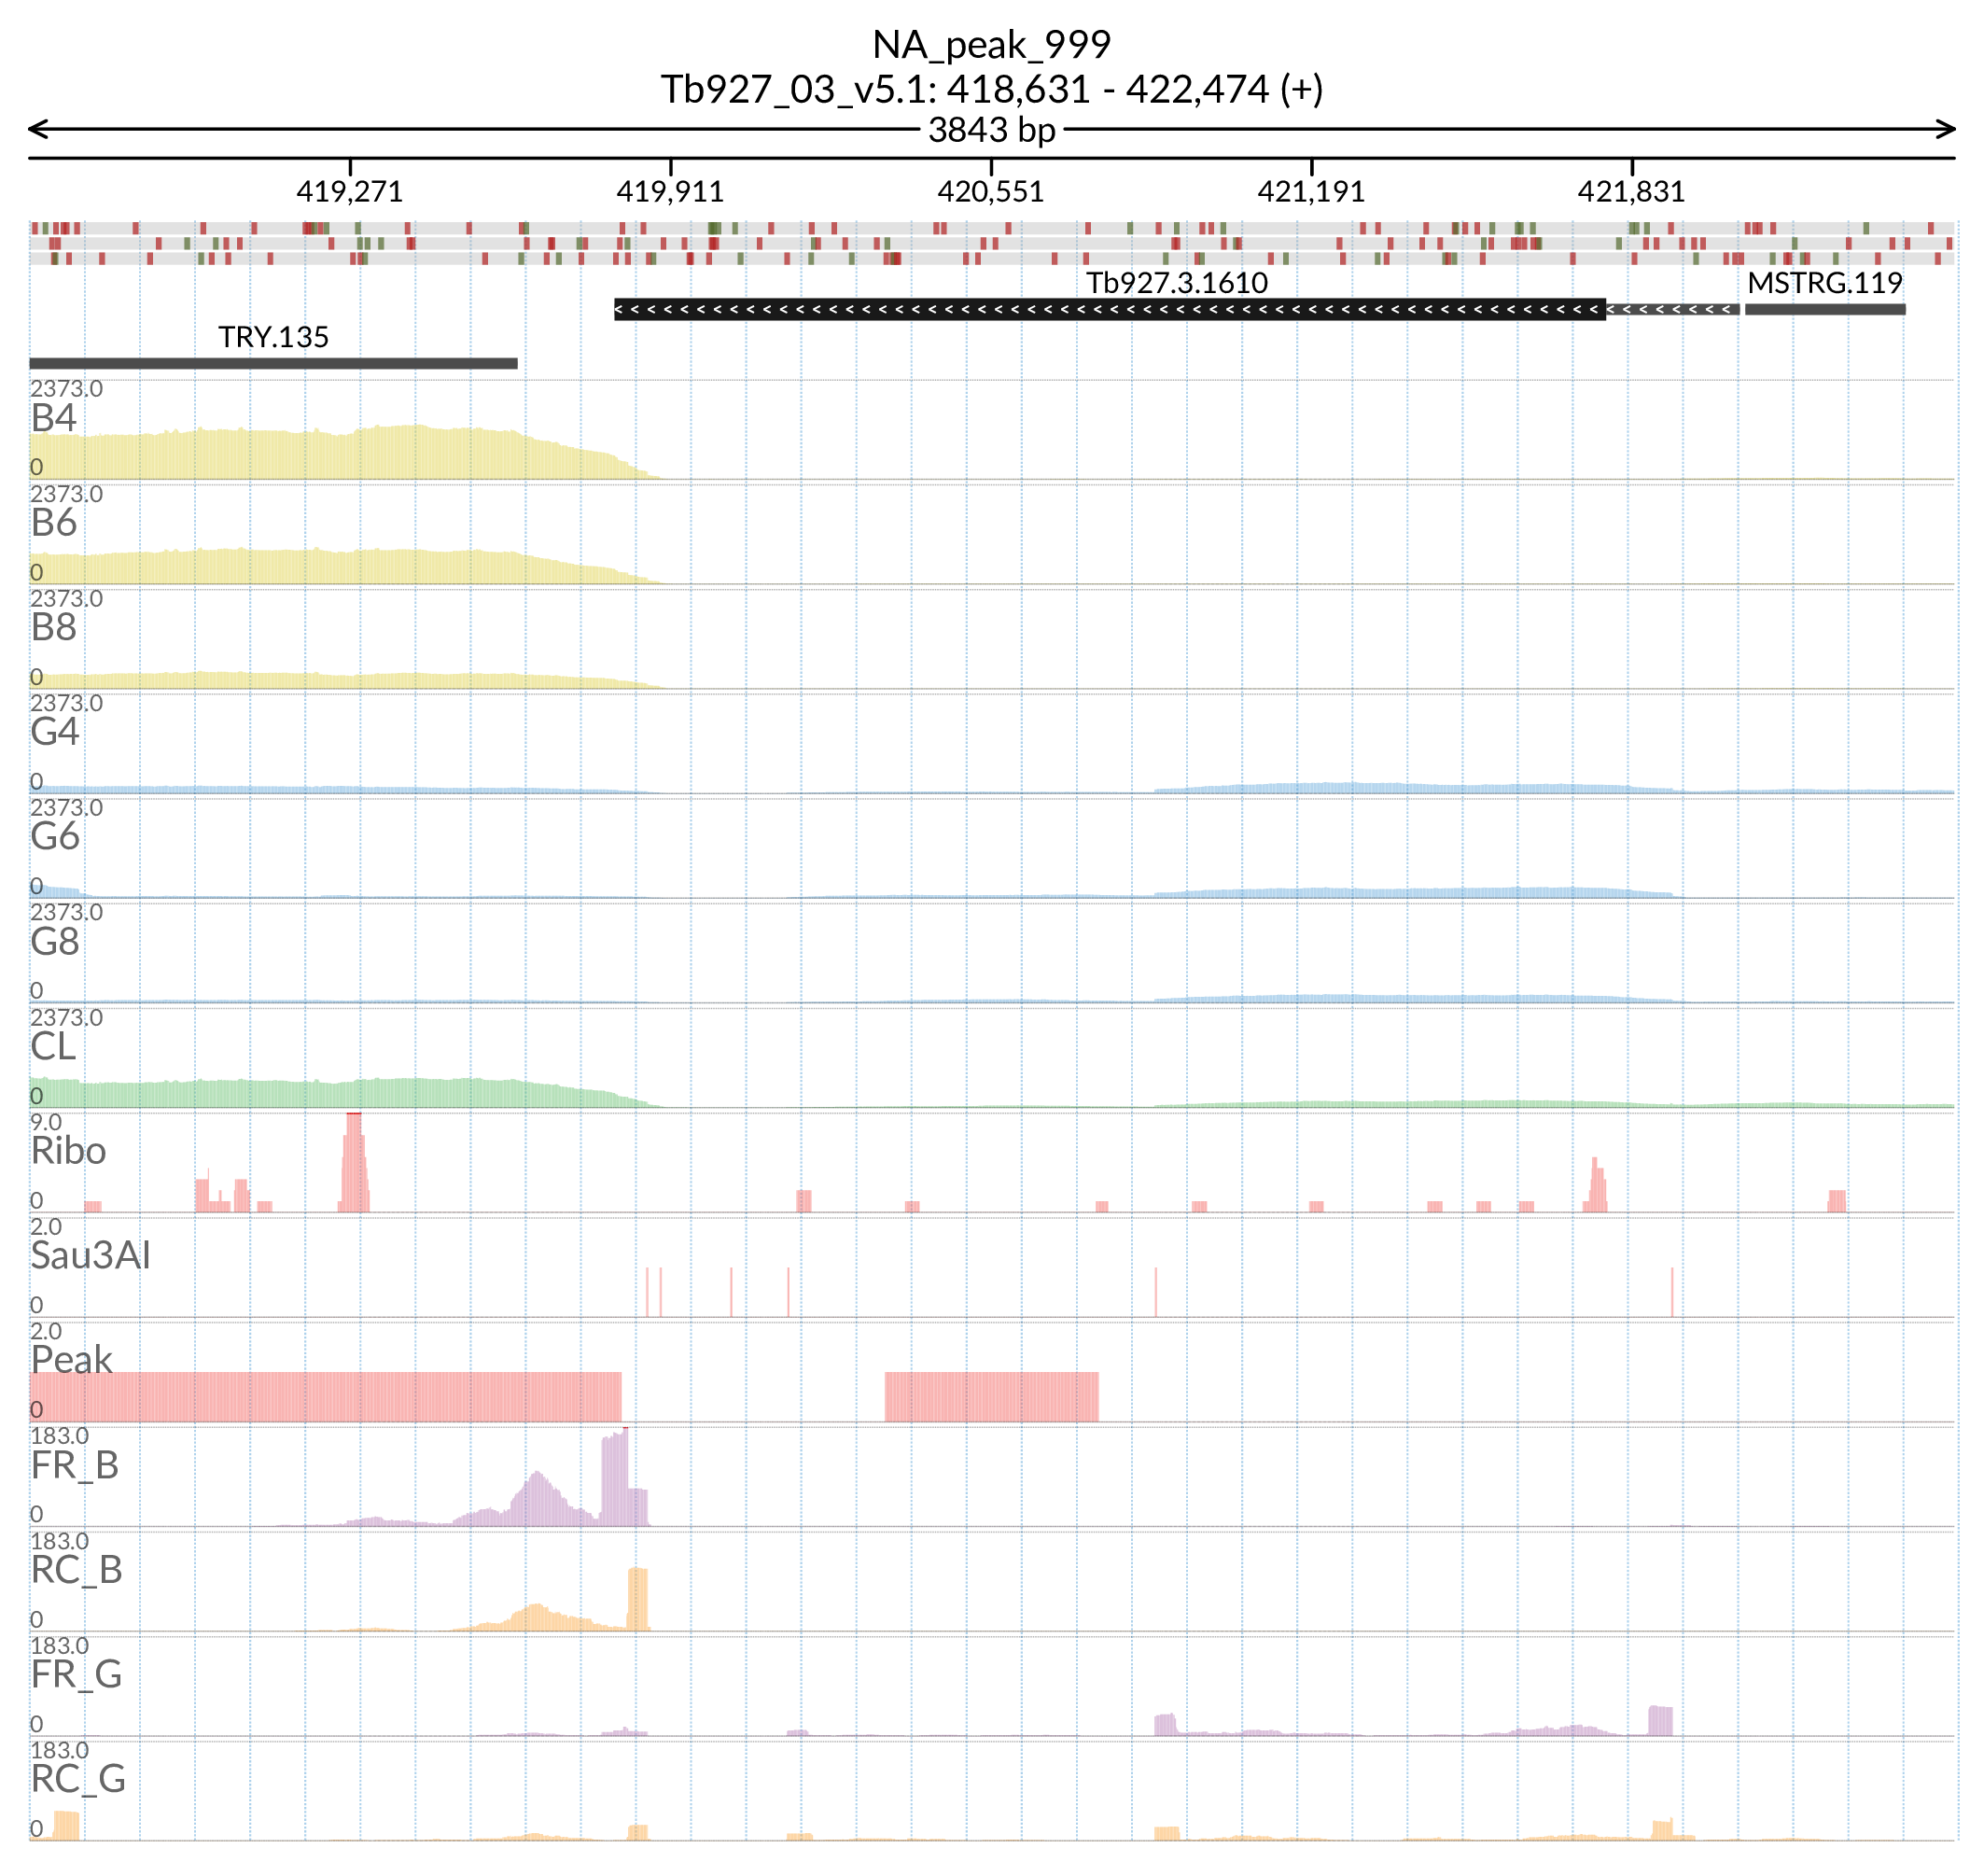 NA_peak_999
Tb927_03_v5.1: 418,631 - 422,474 (+)
3843 bp
419,271 419,911 420,551 421,191 421,831
Tb927.3.1610 MSTRG.119
TRY.135
2373.0
B4
0
2373.0
B6
0
2373.0
B8
0
2373.0
G4
0
2373.0
G6
0
2373.0
G8
0
2373.0
CL
0
9.0
Ribo
0
2.0
Sau3AI
0
2.0
Peak
0
183.0
FR_B
0
183.0
RC_B
0
183.0
FR_G
0
183.0
RC_G
0